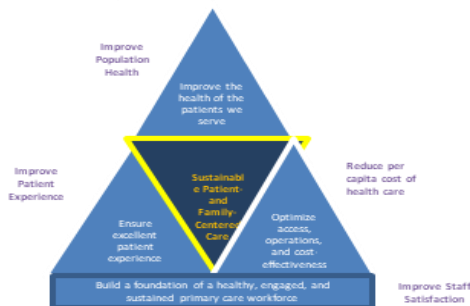 Improve
Population
Health
Improve the
health of the
patients we
serve
Improve
Patient
Experience
Sustainabl
e Patient-
and
Family-
Centered
Care
Reduce per
capita cost of
health care
Ensure
excellent
patient
experience
Optimize
access,
operations,
and cost-
effectiveness
Build a foundation of a healthy, engaged, and
sustained primary care workforce
Improve Staff
Satisfaction